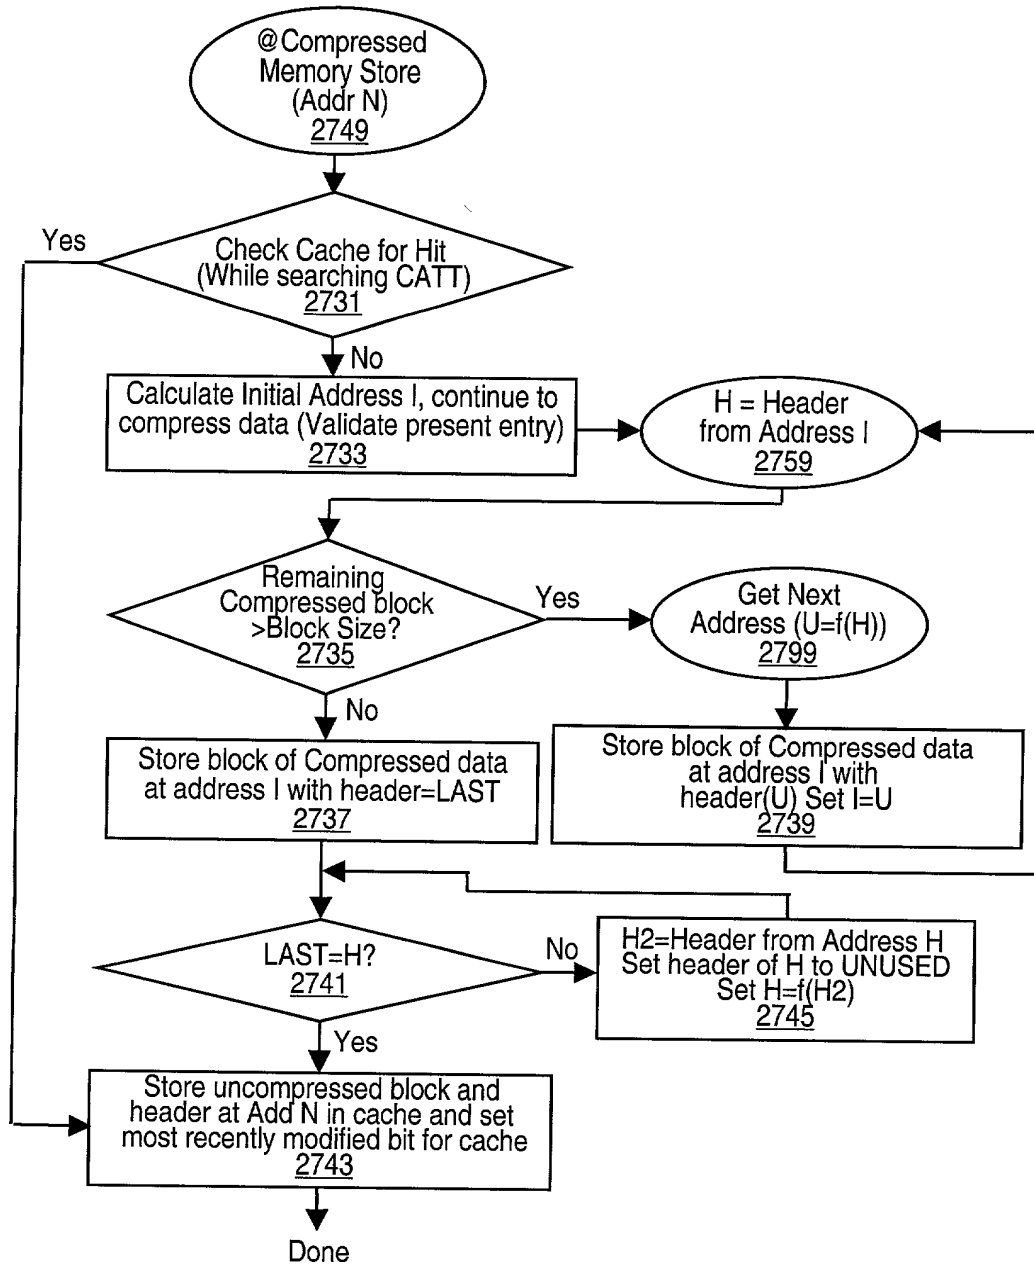 @Compressed
Memory Store
(Addr N)
2749
Yes
Check Cache for Hit
(While searching CATT)
2731
No
Calculate Initial Address I, continue to
compress data (Validate present entry)
2733
H = Header
from Address I
2759
Remaining
Compressed block
>Block Size?
2735
Yes
Get Next
Address (U=f(H))
2799
No
Store block of Compressed data
at address I with header=LAST
2737
Store block of Compressed data
at address I with
header(U) Set I=U
2739
LAST=H?
2741
No
H2=Header from Address H
Set header of H to UNUSED
Set H=f(H2)
2745
Yes
Store uncompressed block and
header at Add N in cache and set
most recently modified bit for cache
2743
Done